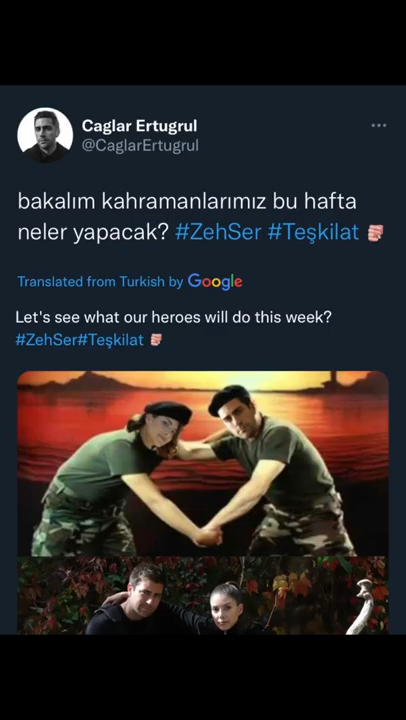 Caglar Ertugrul
@CaglarErtugrul
bakalım kahramanlarımız bu hafta
neler yapacak? #ZehSer #Teşkilat
Translated from Turkish by Google
Let's see what our heroes will do this week?
#ZehSer#Teşkilat